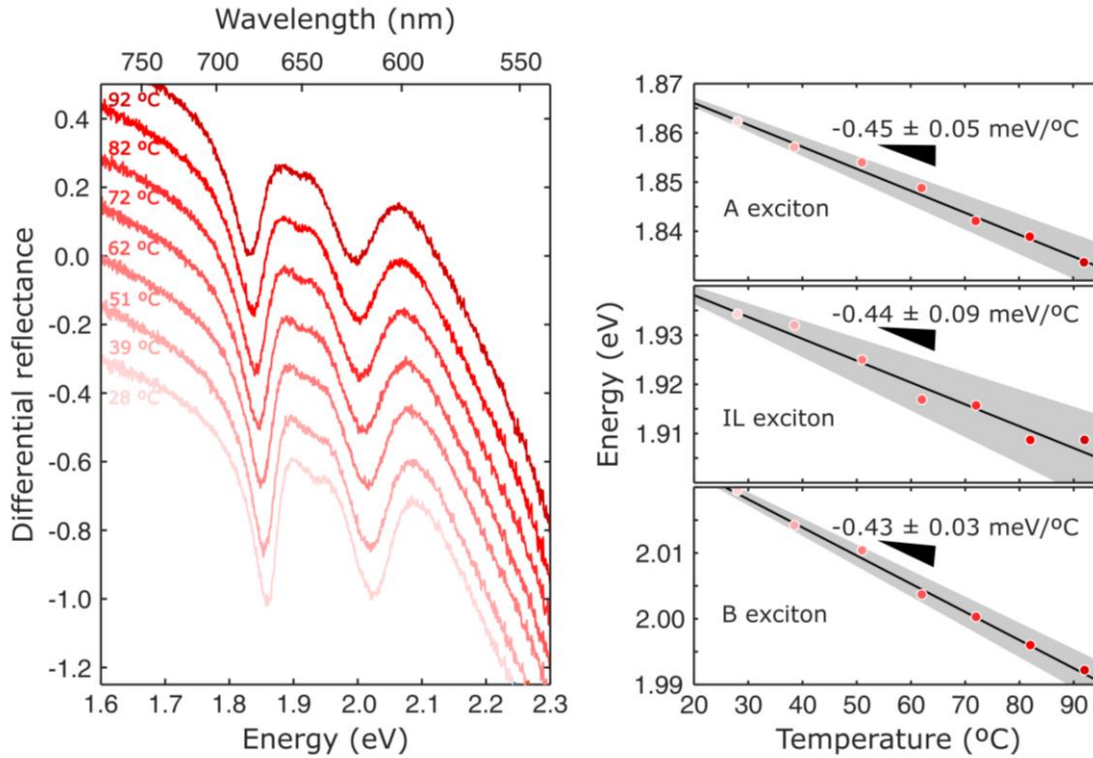 Wavelength (nm)
750 700 650 600 550
Differential reflectance
0.4
0.2
0.0
-0.2
-0.4
-0.6
-0.8
-1.0
-1.2
92 ºC
82 ºC
72 ºC
62 ºC
51 ºC
39 ºC
28 ºC
1.6 1.7 1.8 1.9 2.0 2.1 2.2 2.3
Energy (eV)
Energy (eV)
1.87
1.86
1.85
1.84
-0.45 ± 0.05 meV/ºC
A exciton
1.93
1.92
1.91
-0.44 ± 0.09 meV/ºC
IL exciton
2.01
2.00
1.99
-0.43 ± 0.03 meV/ºC
B exciton
20 30 40 50 60 70 80 90
Temperature (ºC)